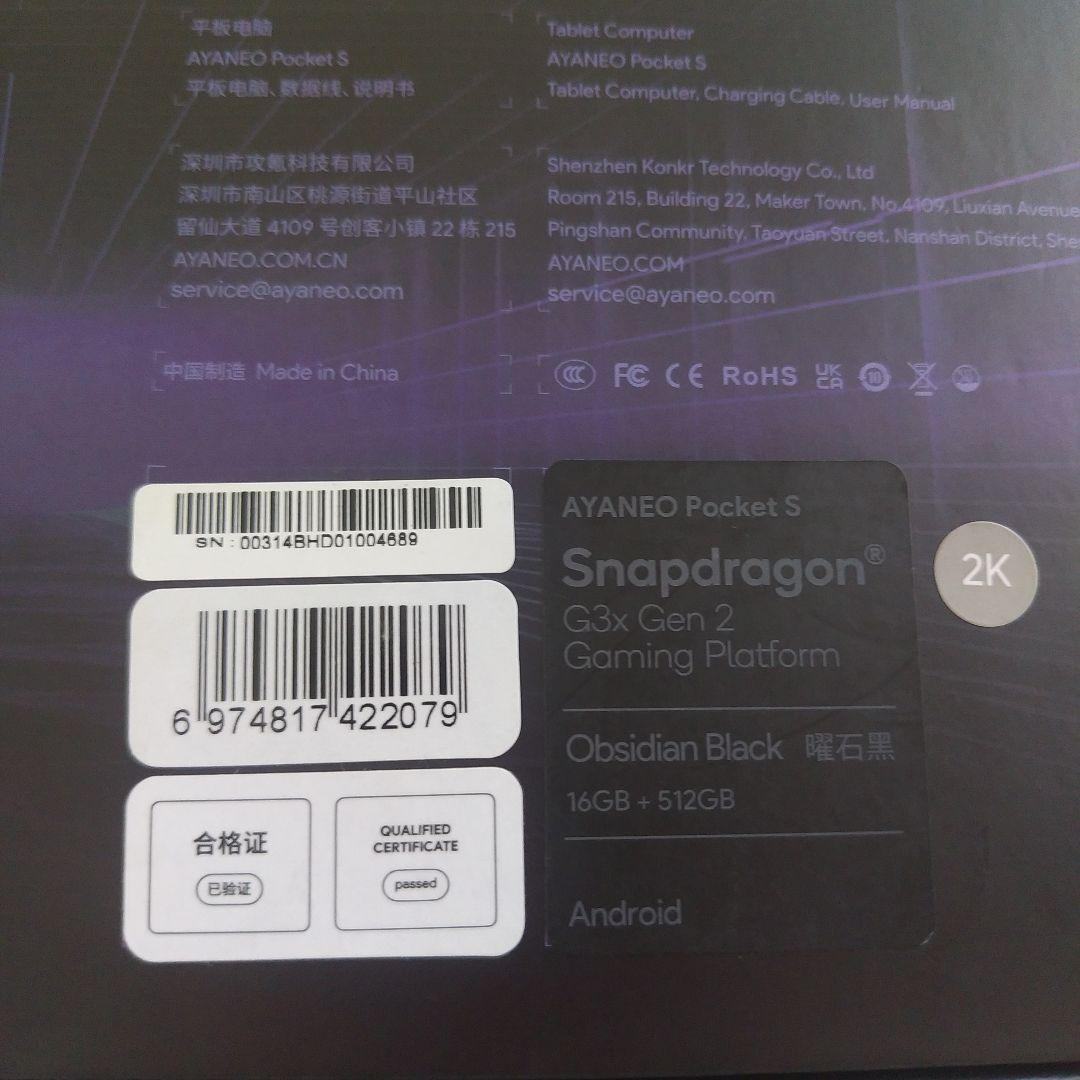 平板电脑
AYANEO Pocket S
平板电脑、数据线、说明书
Tablet Computer
AYANEO Pocket S
Tablet Computer, Charging Cable, User Manual
深圳市攻氪科技有限公司
深圳市南山区桃源街道平山社区
留仙大道 4109 号创客小镇 22 栋 215
AYANEO.COM.CN
service@ayaneo.com
Shenzhen Konkr Technology Co., Ltd
Room 215, Building 22, Maker Town, No.4109, Liuxian Avenue
Pingshan Community, Taoyuan Street, Nanshan District, She
AYANEO.COM
service@ayaneo.com
中国制造 Made in China
CCC FC CE RoHS UK CA 10
SN : 00314BHD01004689
6 974817 422079
合格证
已验证
QUALIFIED
CERTIFICATE
passed
AYANEO Pocket S
Snapdragon®
G3x Gen 2
Gaming Platform
Obsidian Black 曜石黑
16GB + 512GB
Android
2K